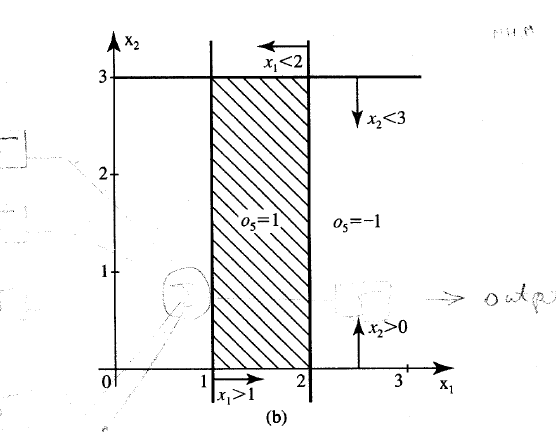 x₂
x₁<2
3
x₂<3
2
o₅=1
o₅=−1
1
outp
x₂>0
0
1
2
3
x₁
x₁>1
(b)